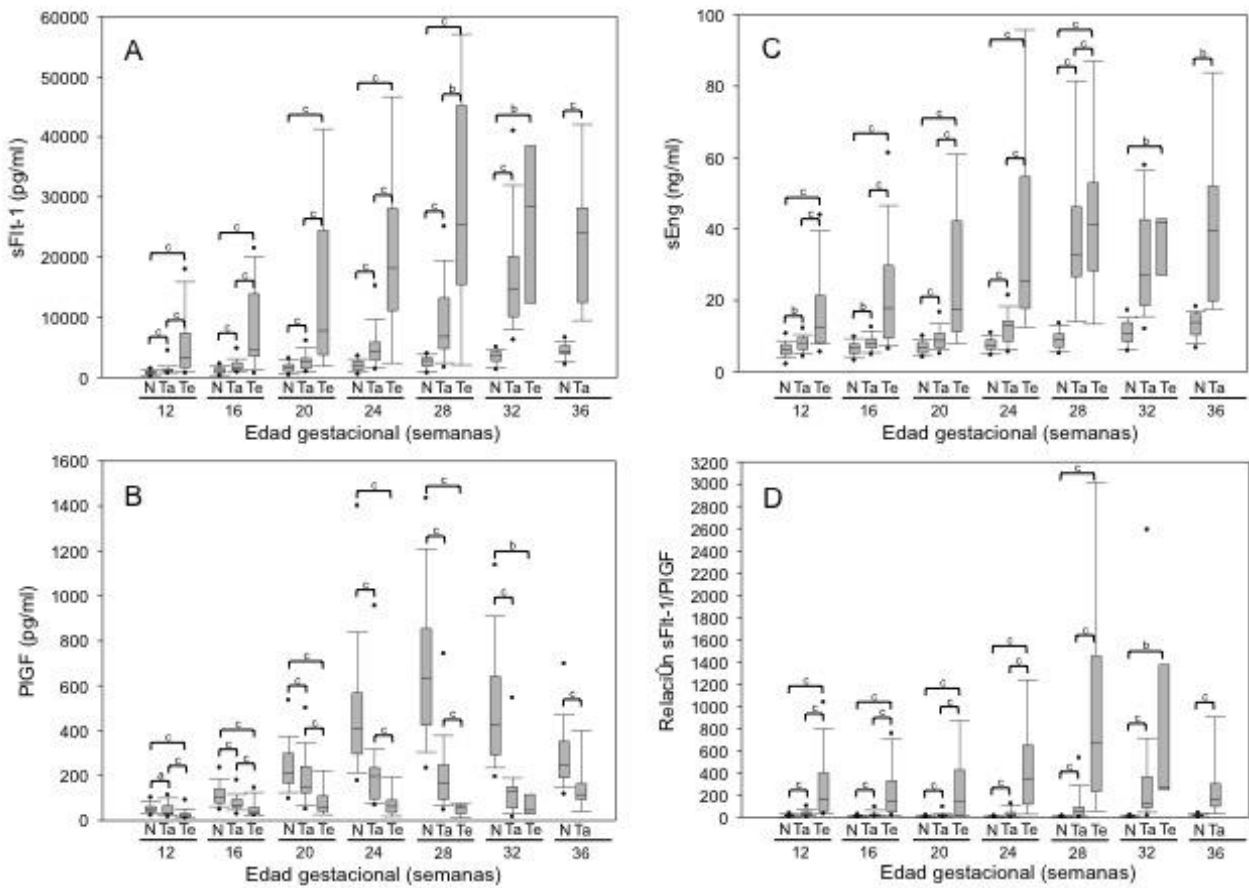 A
sFlt-1 (pg/ml)
60000
50000
40000
30000
20000
10000
0
c c c c c c c c c c c c c b c b c
N Ta Te N Ta Te N Ta Te N Ta Te N Ta Te N Ta Te N Ta
12 16 20 24 28 32 36
Edad gestacional (semanas)
C
sEng (ng/ml)
100
80
60
40
20
0
b c c b c c c c c c c c c c c b b
N Ta Te N Ta Te N Ta Te N Ta Te N Ta Te N Ta Te N Ta
12 16 20 24 28 32 36
Edad gestacional (semanas)
B
PlGF (pg/ml)
1600
1400
1200
1000
800
600
400
200
0
a c c c c c c c c c c c c c c c b c
N Ta Te N Ta Te N Ta Te N Ta Te N Ta Te N Ta Te N Ta
12 16 20 24 28 32 36
Edad gestacional (semanas)
D
RelaciÛn sFlt-1/PlGF
3200
3000
2800
2600
2400
2200
2000
1800
1600
1400
1200
1000
800
600
400
200
0
c c c c c c c c c c c c c c c c b c
N Ta Te N Ta Te N Ta Te N Ta Te N Ta Te N Ta Te N Ta
12 16 20 24 28 32 36
Edad gestacional (semanas)